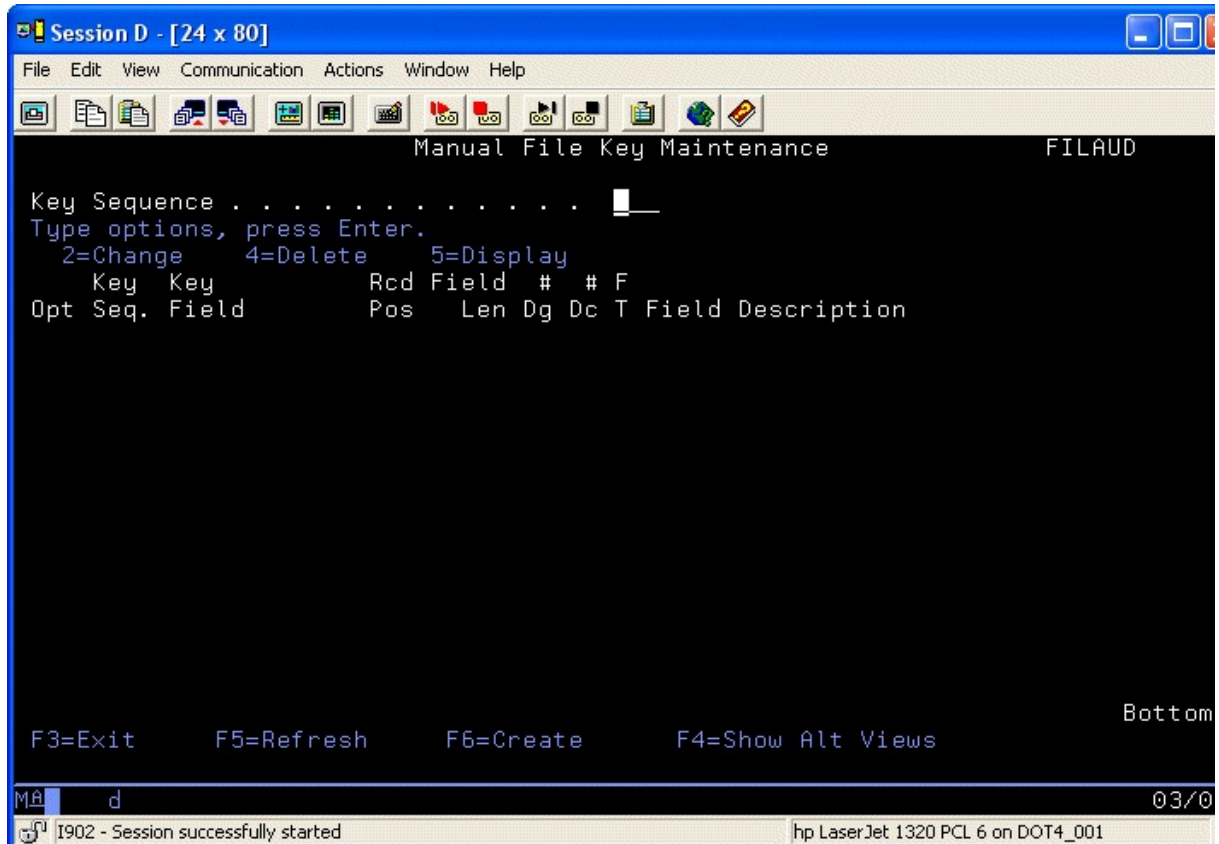 Session D - [24 x 80]
File Edit View Communication Actions Window Help
Manual File Key Maintenance FILAUD
Key Sequence . . . . . . . . . . . .
Type options, press Enter.
2=Change 4=Delete 5=Display
Key Key Rcd Field # # F
Opt Seq. Field Pos Len Dg Dc T Field Description
Bottom
F3=Exit F5=Refresh F6=Create F4=Show Alt Views
MA d 03/0
I902 - Session successfully started hp LaserJet 1320 PCL 6 on DOT4_001